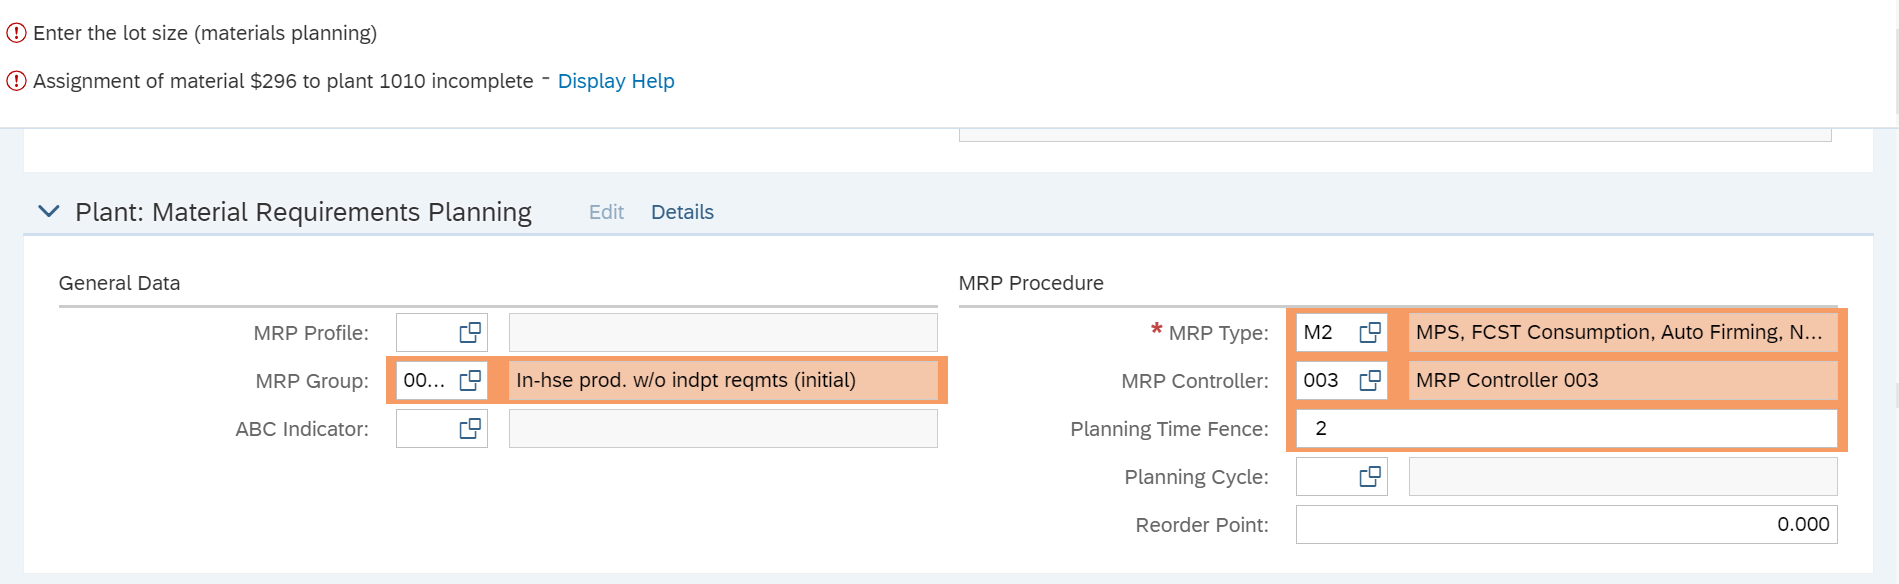 Enter the lot size (materials planning)
Assignment of material $296 to plant 1010 incomplete - Display Help
Plant: Material Requirements Planning Edit Details
General Data
MRP Profile:
MRP Group: 00... In-hse prod. w/o indpt reqmts (initial)
ABC Indicator:
MRP Procedure
* MRP Type: M2 MPS, FCST Consumption, Auto Firming, N...
MRP Controller: 003 MRP Controller 003
Planning Time Fence: 2
Planning Cycle:
Reorder Point: 0.000